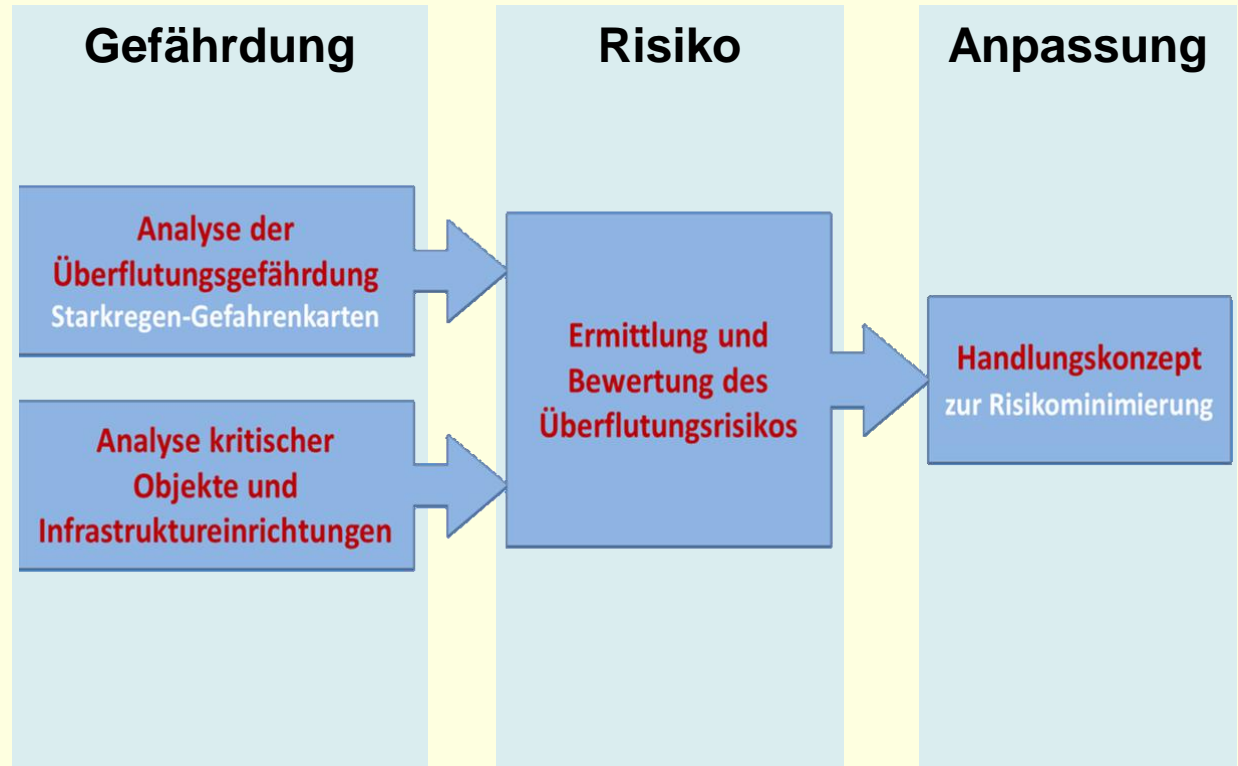 Gefährdung
Analyse der
Überflutungsgefährdung
Starkregen-Gefahrenkarten
Analyse kritischer
Objekte und
Infrastruktureinrichtungen
Risiko
Ermittlung und
Bewertung des
Überflutungsrisikos
Anpassung
Handlungskonzept
zur Risikominimierung